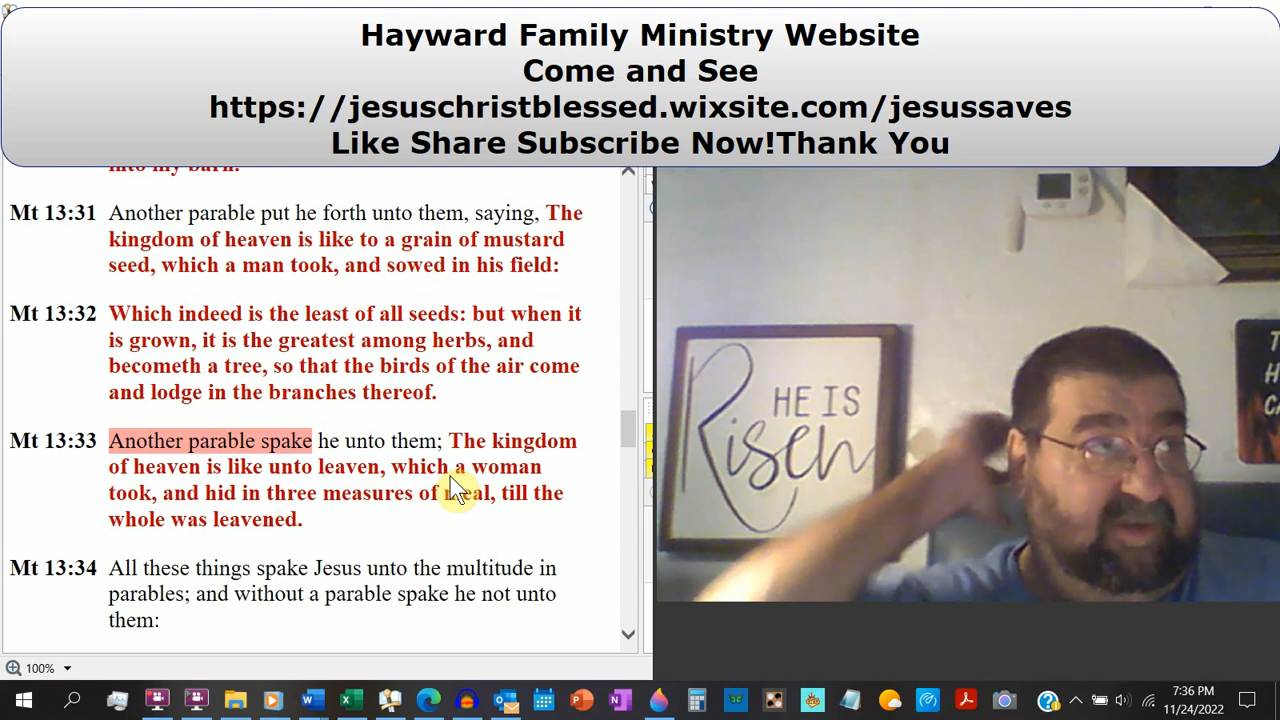 Hayward Family Ministry Website
Come and See
https://jesuschristblessed.wixsite.com/jesussaves
Like Share Subscribe Now!Thank You
into my barn.
Mt 13:31 Another parable put he forth unto them, saying, The
kingdom of heaven is like to a grain of mustard
seed, which a man took, and sowed in his field:
Mt 13:32 Which indeed is the least of all seeds: but when it
is grown, it is the greatest among herbs, and
becometh a tree, so that the birds of the air come
and lodge in the branches thereof.
Mt 13:33 Another parable spake he unto them; The kingdom
of heaven is like unto leaven, which a woman
took, and hid in three measures of meal, till the
whole was leavened.
Mt 13:34 All these things spake Jesus unto the multitude in
parables; and without a parable spake he not unto
them:
HE IS
Risen
100%
7:36 PM
11/24/2022